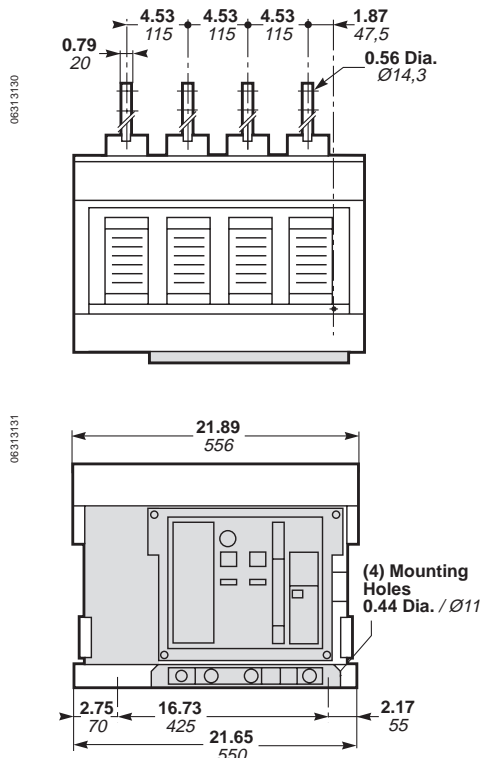 4.53 4.53 4.53 1.87
115 115 115 47,5
0.79
20
0.56 Dia.
Ø14,3
06313130
06313131
21.89
556
(4) Mounting
Holes
0.44 Dia. / Ø11
2.75 16.73 2.17
70 425 55
21.65
550